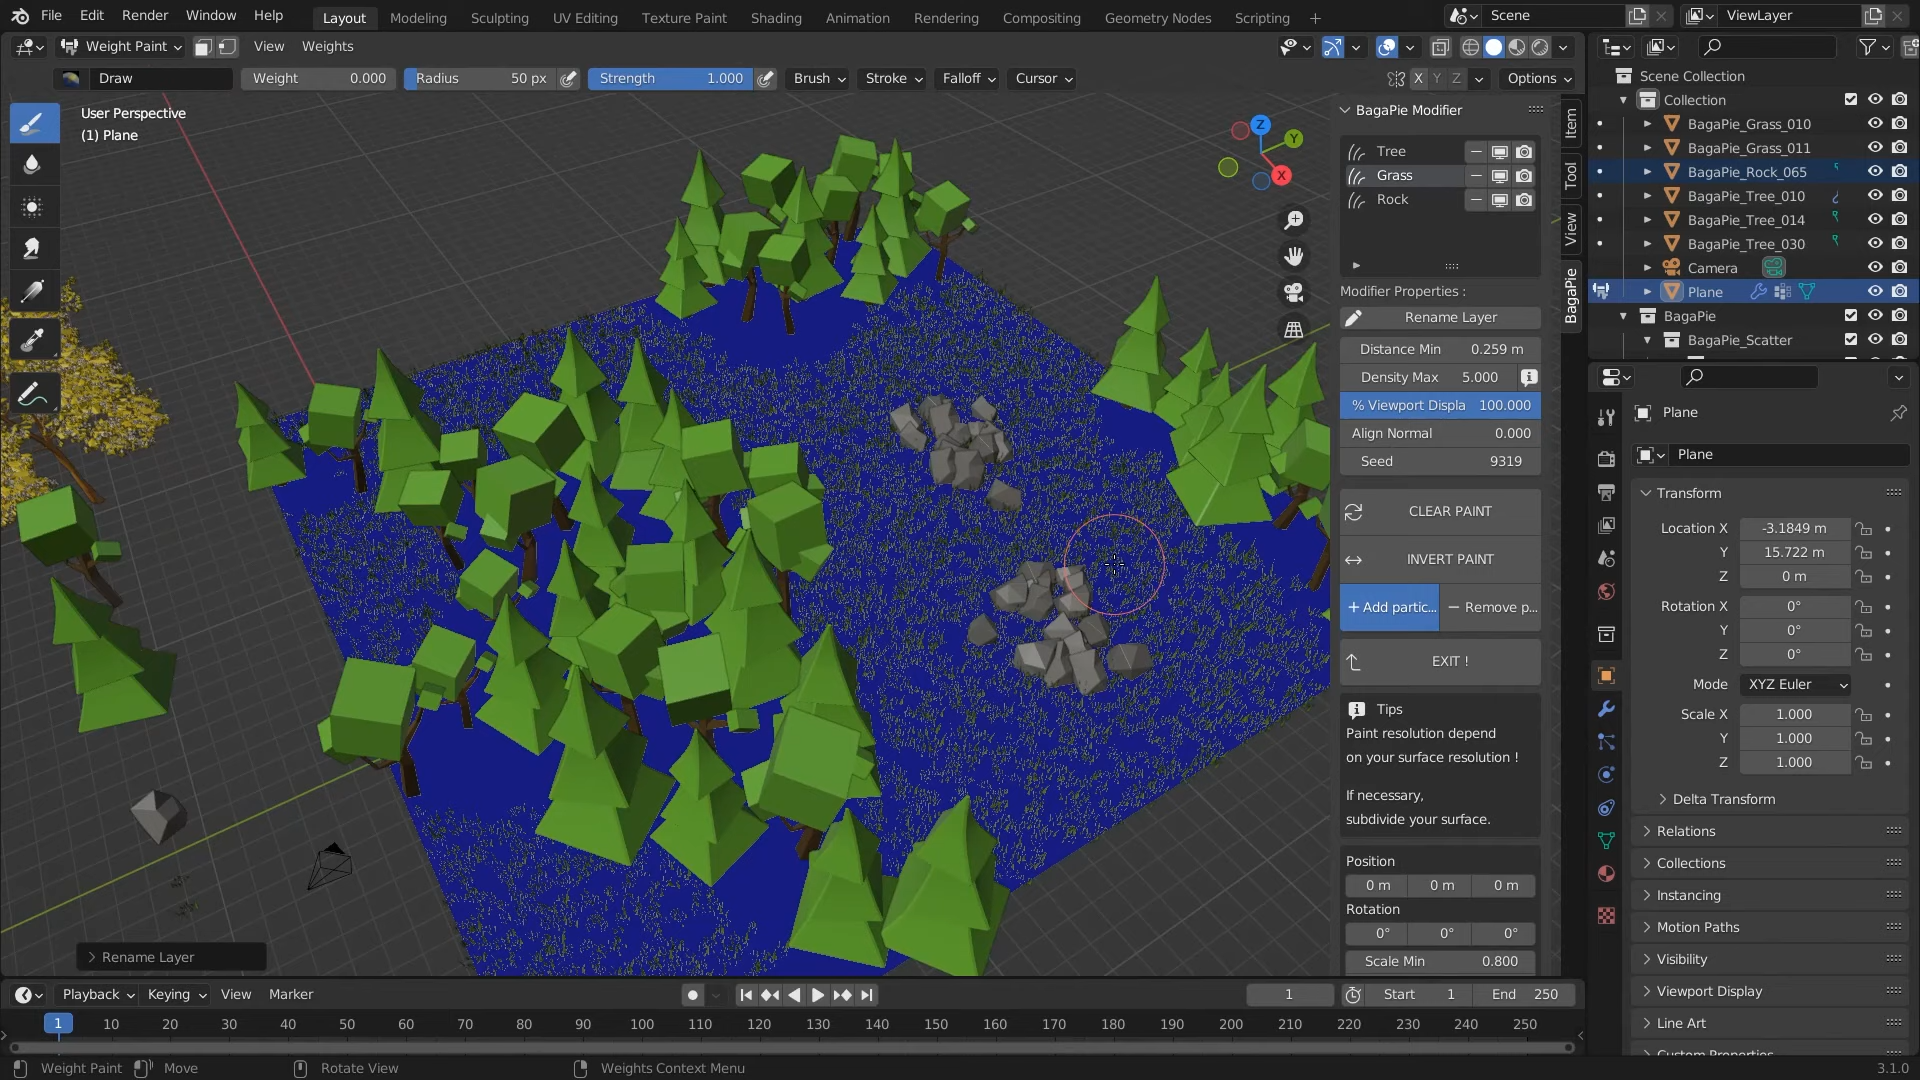 File Edit Render Window Help Layout Modeling Sculpting UV Editing Texture Paint Shading Animation Rendering Compositing Geometry Nodes Scripting + Scene ViewLayer
Weight Paint View Weights
Draw Weight 0.000 Radius 50 px Strength 1.000 Brush Stroke Falloff Cursor X Y Z Options
User Perspective
(1) Plane
Z
Y
X
BagaPie Modifier
Tree
Grass
Rock
Modifier Properties :
Rename Layer
Distance Min 0.259 m
Density Max 5.000
% Viewport Displa 100.000
Align Normal 0.000
Seed 9319
CLEAR PAINT
INVERT PAINT
+ Add partic... − Remove p...
EXIT !
Tips
Paint resolution depend
on your surface resolution !
If necessary,
subdivide your surface.
Position
0 m 0 m 0 m
Rotation
0° 0° 0°
Scale Min 0.800
Item
Tool
View
BagaPie
Scene Collection
Collection
BagaPie_Grass_010
BagaPie_Grass_011
BagaPie_Rock_065
BagaPie_Tree_010
BagaPie_Tree_014
BagaPie_Tree_030
Camera
Plane
BagaPie
BagaPie_Scatter
Plane
Plane
Transform
Location X -3.1849 m
Y 15.722 m
Z 0 m
Rotation X 0°
Y 0°
Z 0°
Mode XYZ Euler
Scale X 1.000
Y 1.000
Z 1.000
Delta Transform
Relations
Collections
Instancing
Motion Paths
Visibility
Viewport Display
Line Art
Custom Properties
Rename Layer
Playback Keying View Marker 1 Start 1 End 250
1 10 20 30 40 50 60 70 80 90 100 110 120 130 140 150 160 170 180 190 200 210 220 230 240 250
Weight Paint Move Rotate View Weights Context Menu 3.1.0